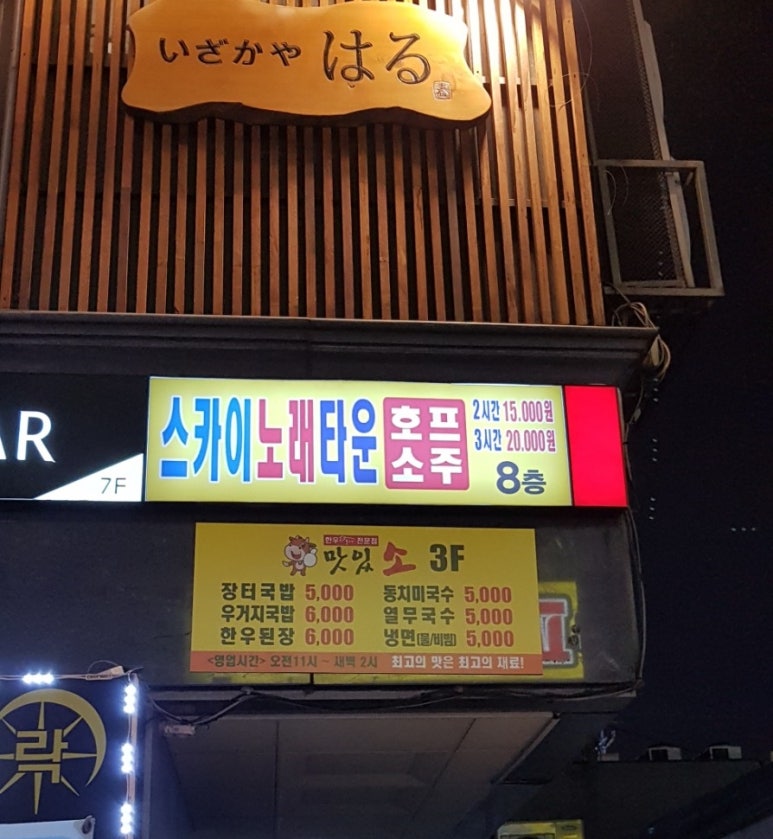 いざかや はる
春
AR
7F
스카이노래타운
호프
소주
2시간 15.000원
3시간 20.000원
8층
한우 전문점
맛있소 3F
장터국밥 5,000
우거지국밥 6,000
한우된장 6,000
동치미국수 5,000
열무국수 5,000
냉면(물/비빔) 5,000
<영업시간> 오전11시 ~ 새벽 2시 최고의 맛은 최고의 재료!
락